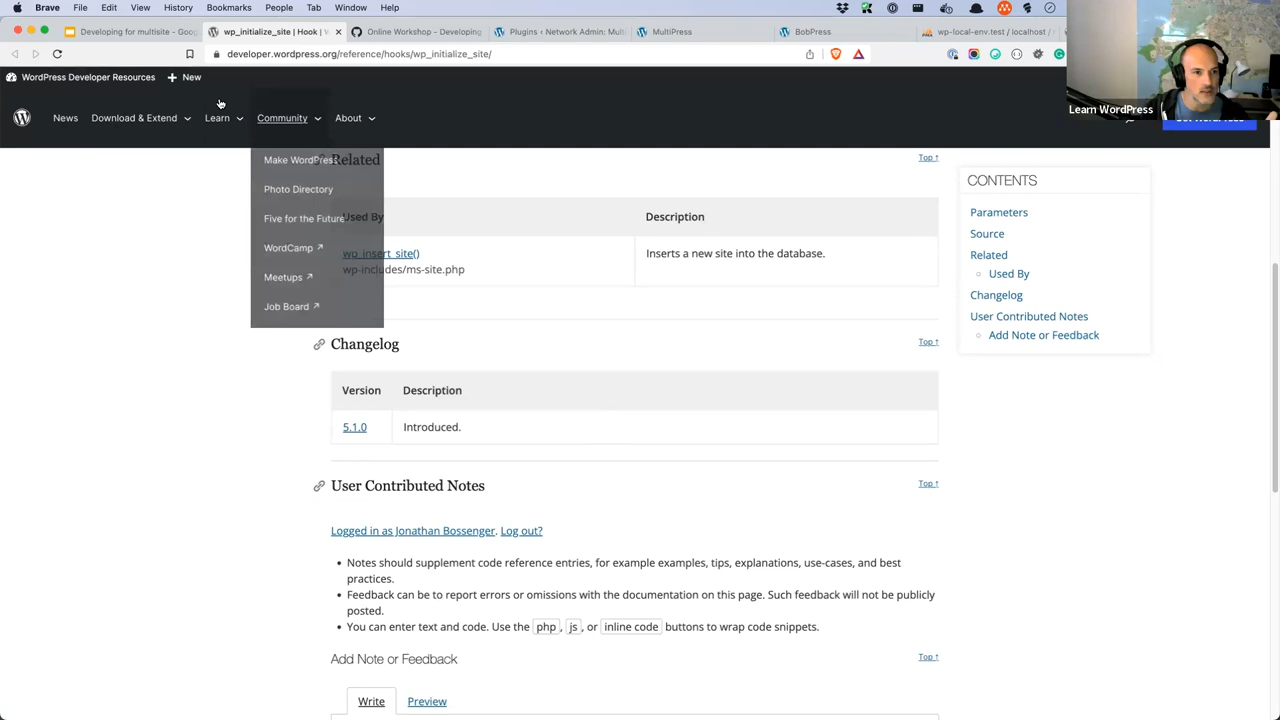 Brave File Edit View History Bookmarks People Tab Window Help
Developing for multisite - Goog
wp_initialize_site | Hook | W
Online Workshop - Developing
Plugins ‹ Network Admin: Multi
MultiPress
BobPress
wp-local-env.test / localhost /
developer.wordpress.org/reference/hooks/wp_initialize_site/
WordPress Developer Resources
New
News Download & Extend Learn Community About
Learn WordPress
Make WordPress
Photo Directory
Five for the Future
WordCamp ↗
Meetups ↗
Job Board ↗
Related
Top ↑
Used By Description
wp_insert_site() Inserts a new site into the database.
wp-includes/ms-site.php
Changelog
Top ↑
Version Description
5.1.0 Introduced.
User Contributed Notes
Top ↑
Logged in as Jonathan Bossenger. Log out?
• Notes should supplement code reference entries, for example examples, tips, explanations, use-cases, and best
practices.
• Feedback can be to report errors or omissions with the documentation on this page. Such feedback will not be publicly
posted.
• You can enter text and code. Use the php, js, or inline code buttons to wrap code snippets.
Add Note or Feedback
Top ↑
Write Preview
CONTENTS
Parameters
Source
Related
Used By
Changelog
User Contributed Notes
Add Note or Feedback